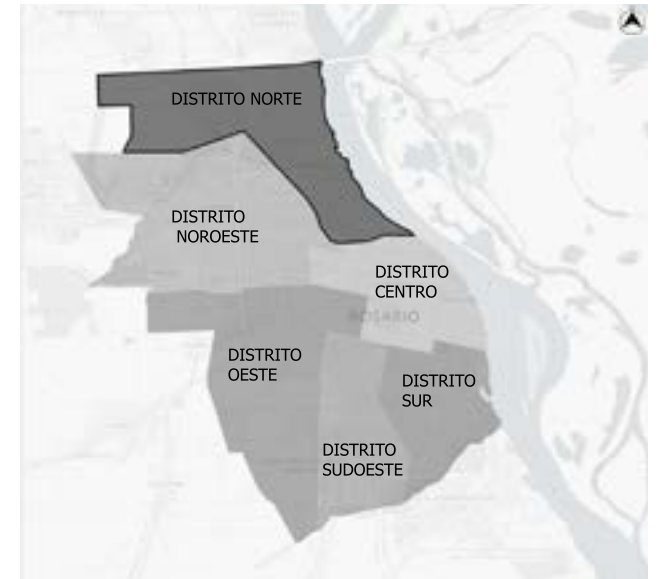 DISTRITO NORTE
DISTRITO
NOROESTE
DISTRITO
CENTRO
ROSARIO
DISTRITO
OESTE
DISTRITO
SUR
DISTRITO
SUDOESTE